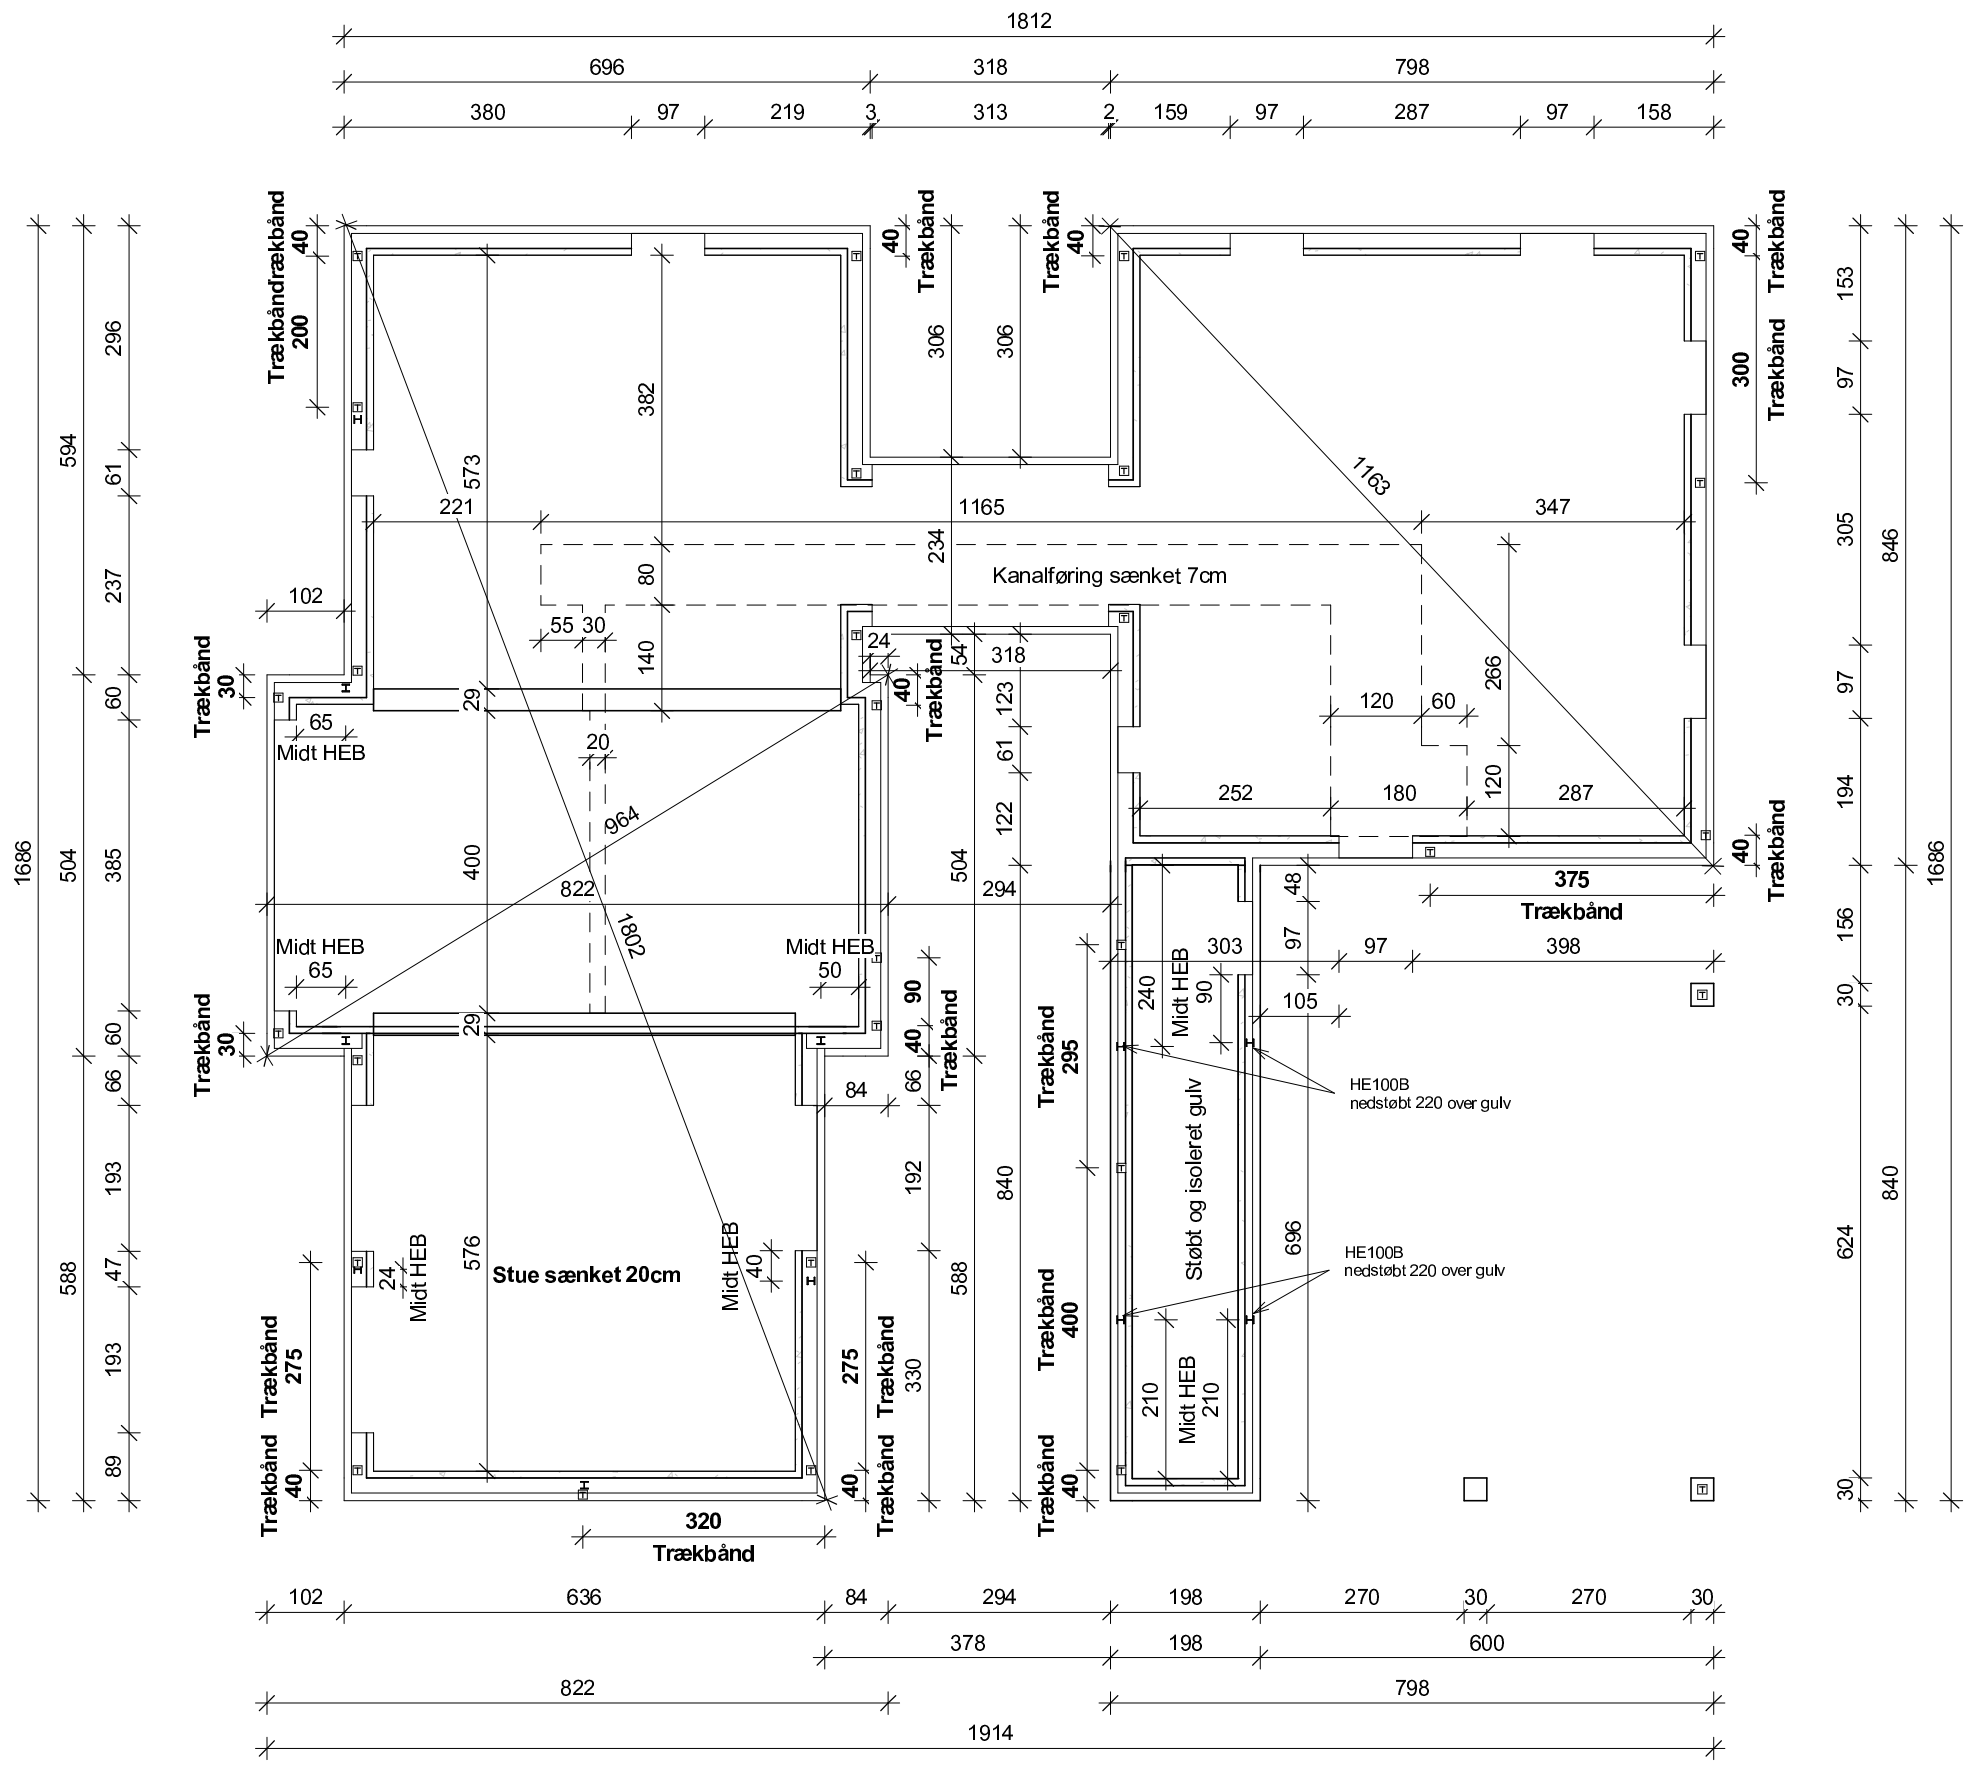 1812
696 318 798
380 97 219 3, 313 2, 159 97 287 97 158
Trækbåndrækbånd
40
200
40
Trækbånd
40
Trækbånd
40
Trækbånd
300
Trækbånd
1686
594
504
588
296
61
237
60
385
60
66
193
47
193
89
153
97
305
97
194
156
30
624
30
846
840
1686
306
306
573
382
221 1165 347
1163
234
Kanalføring sænket 7cm
80
102
55 30
140
24
54
318
Trækbånd
30
40
Trækbånd
29
65
Midt HEB
20
123
61
122
266
120 60
120
252 180 287
964
400
822
1802
504
294
40
Trækbånd
375
Trækbånd
48
97
303 97 398
Midt HEB
65
Midt HEB
50
90
40
Trækbånd
29
Trækbånd
30
240
Midt HEB
90
105
Trækbånd
295
66
84
HE100B
nedstøbt 220 over gulv
192
840
Støbt og isoleret gulv
696
576
Stue sænket 20cm
24
Midt HEB
Midt HEB
40
588
HE100B
nedstøbt 220 over gulv
Trækbånd
275
275
Trækbånd
330
Trækbånd
400
210
Midt HEB
210
Trækbånd
40
40
Trækbånd
Trækbånd
40
320
Trækbånd
102 636 84 294 198 270 30 270 30
378 198 600
822 798
1914